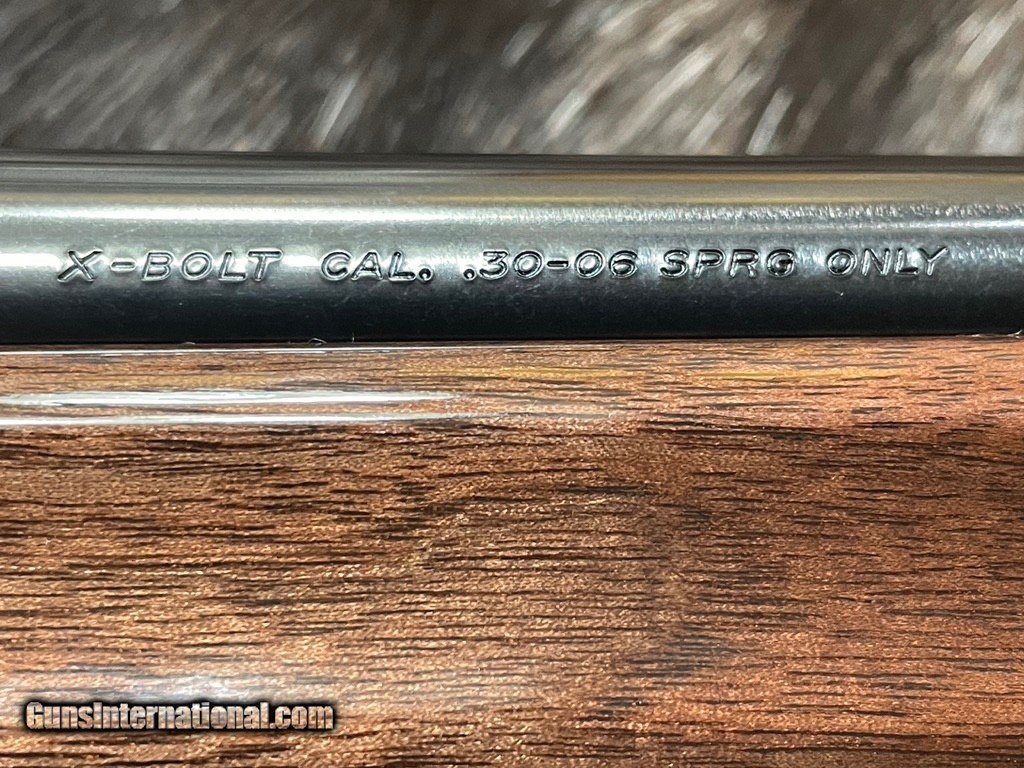 X-BOLT CAL. .30-06 SPRG ONLY
GunsInternational.com